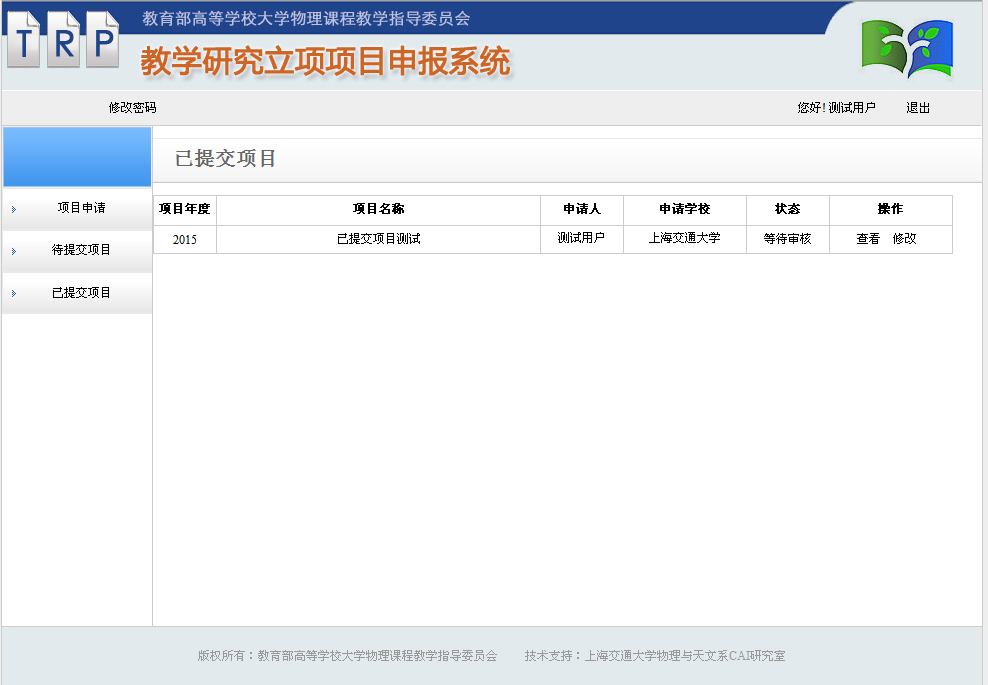 教育部高等学校大学物理课程教学指导委员会
TRP
教学研究立项项目申报系统
修改密码 您好!测试用户 退出
已提交项目
项目申请
待提交项目
已提交项目
项目年度 项目名称 申请人 申请学校 状态 操作
2015 已提交项目测试 测试用户 上海交通大学 等待审核 查看 修改
版权所有：教育部高等学校大学物理课程教学指导委员会 技术支持：上海交通大学物理与天文系CAI研究室